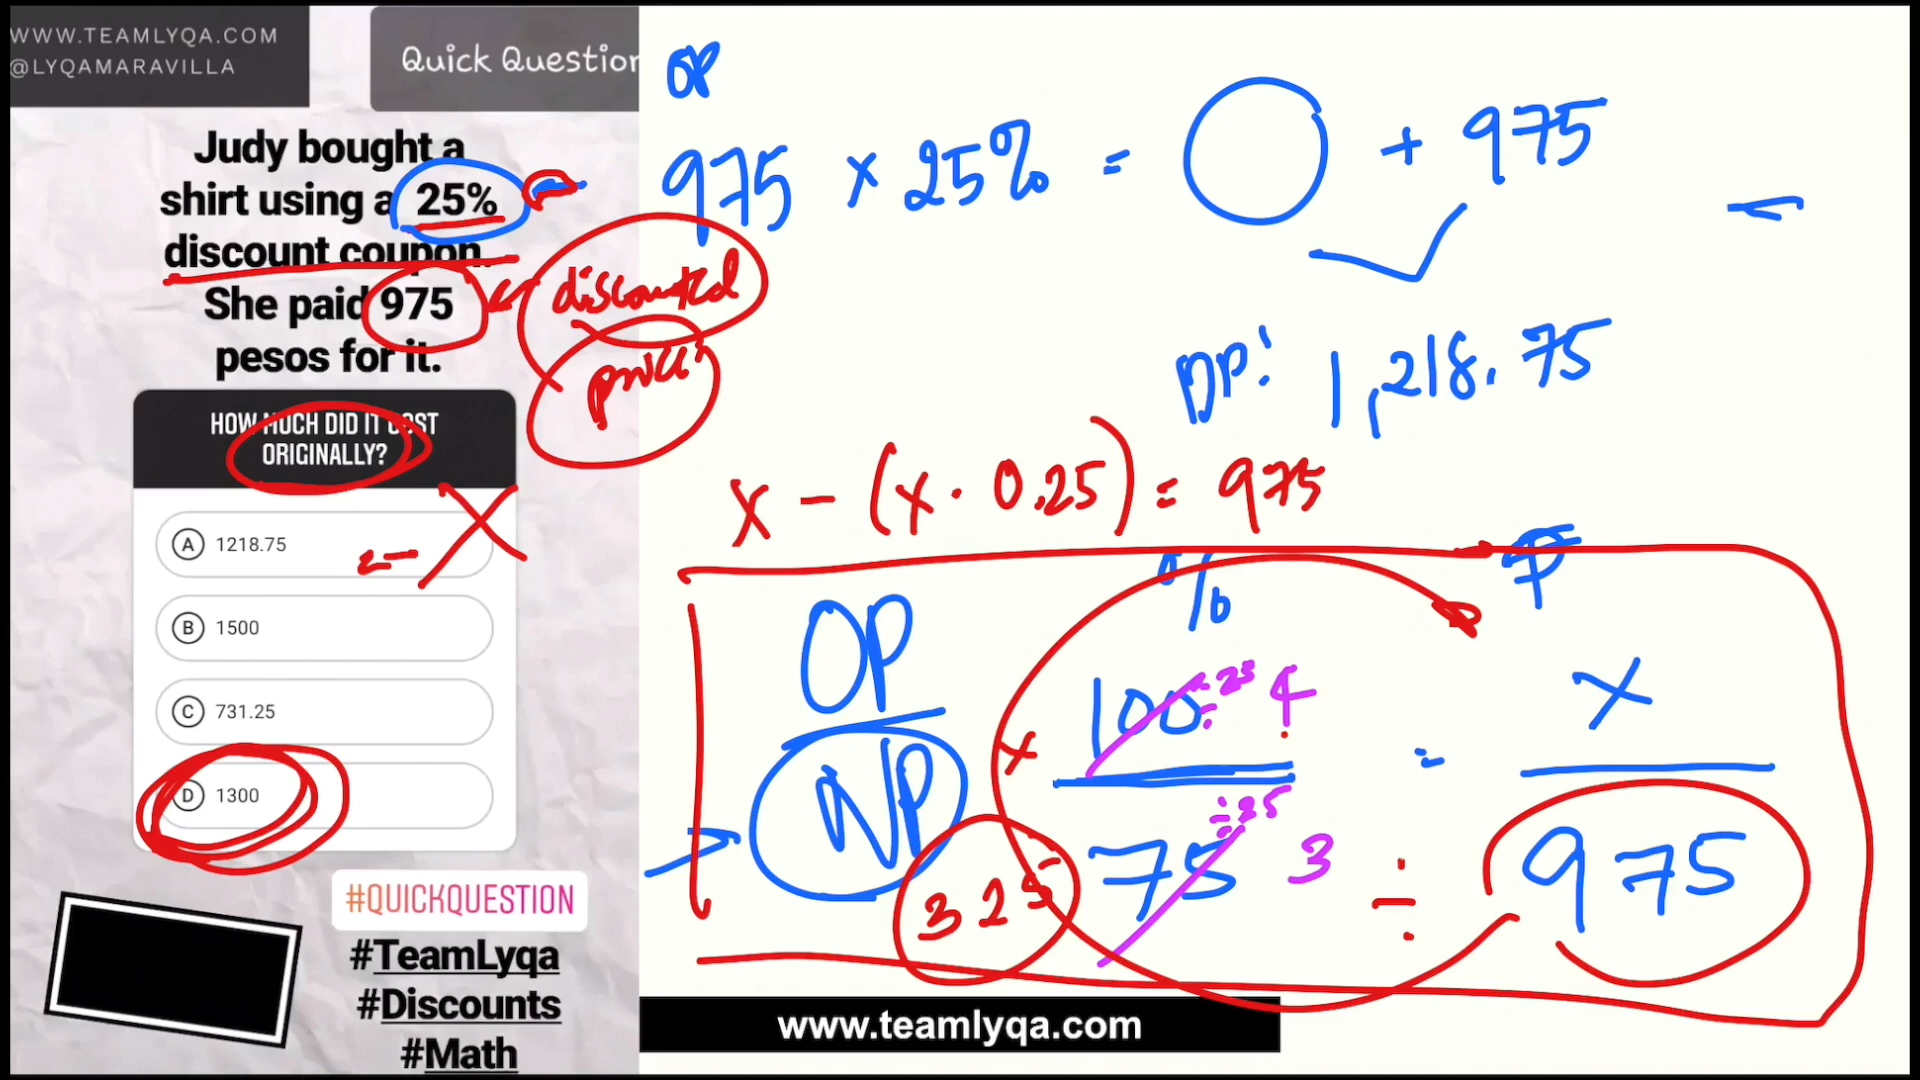 WWW.TEAMLYQA.COM
@LYQAMARAVILLA
Quick Question
Judy bought a
shirt using a 25%
discount coupon.
She paid 975
pesos for it.
HOW MUCH DID IT COST
ORIGINALLY?
A 1218.75
B 1500
C 731.25
D 1300
#QUICKQUESTION
#TeamLyqa
#Discounts
#Math
discounted
price
OP
975 × 25% = + 975
DP: 1,218.75
x - (x · 0.25) = 975
% P
OP 100 ÷25 4 = x
NP 75 ÷25 3 ÷ 975
×
325
www.teamlyqa.com